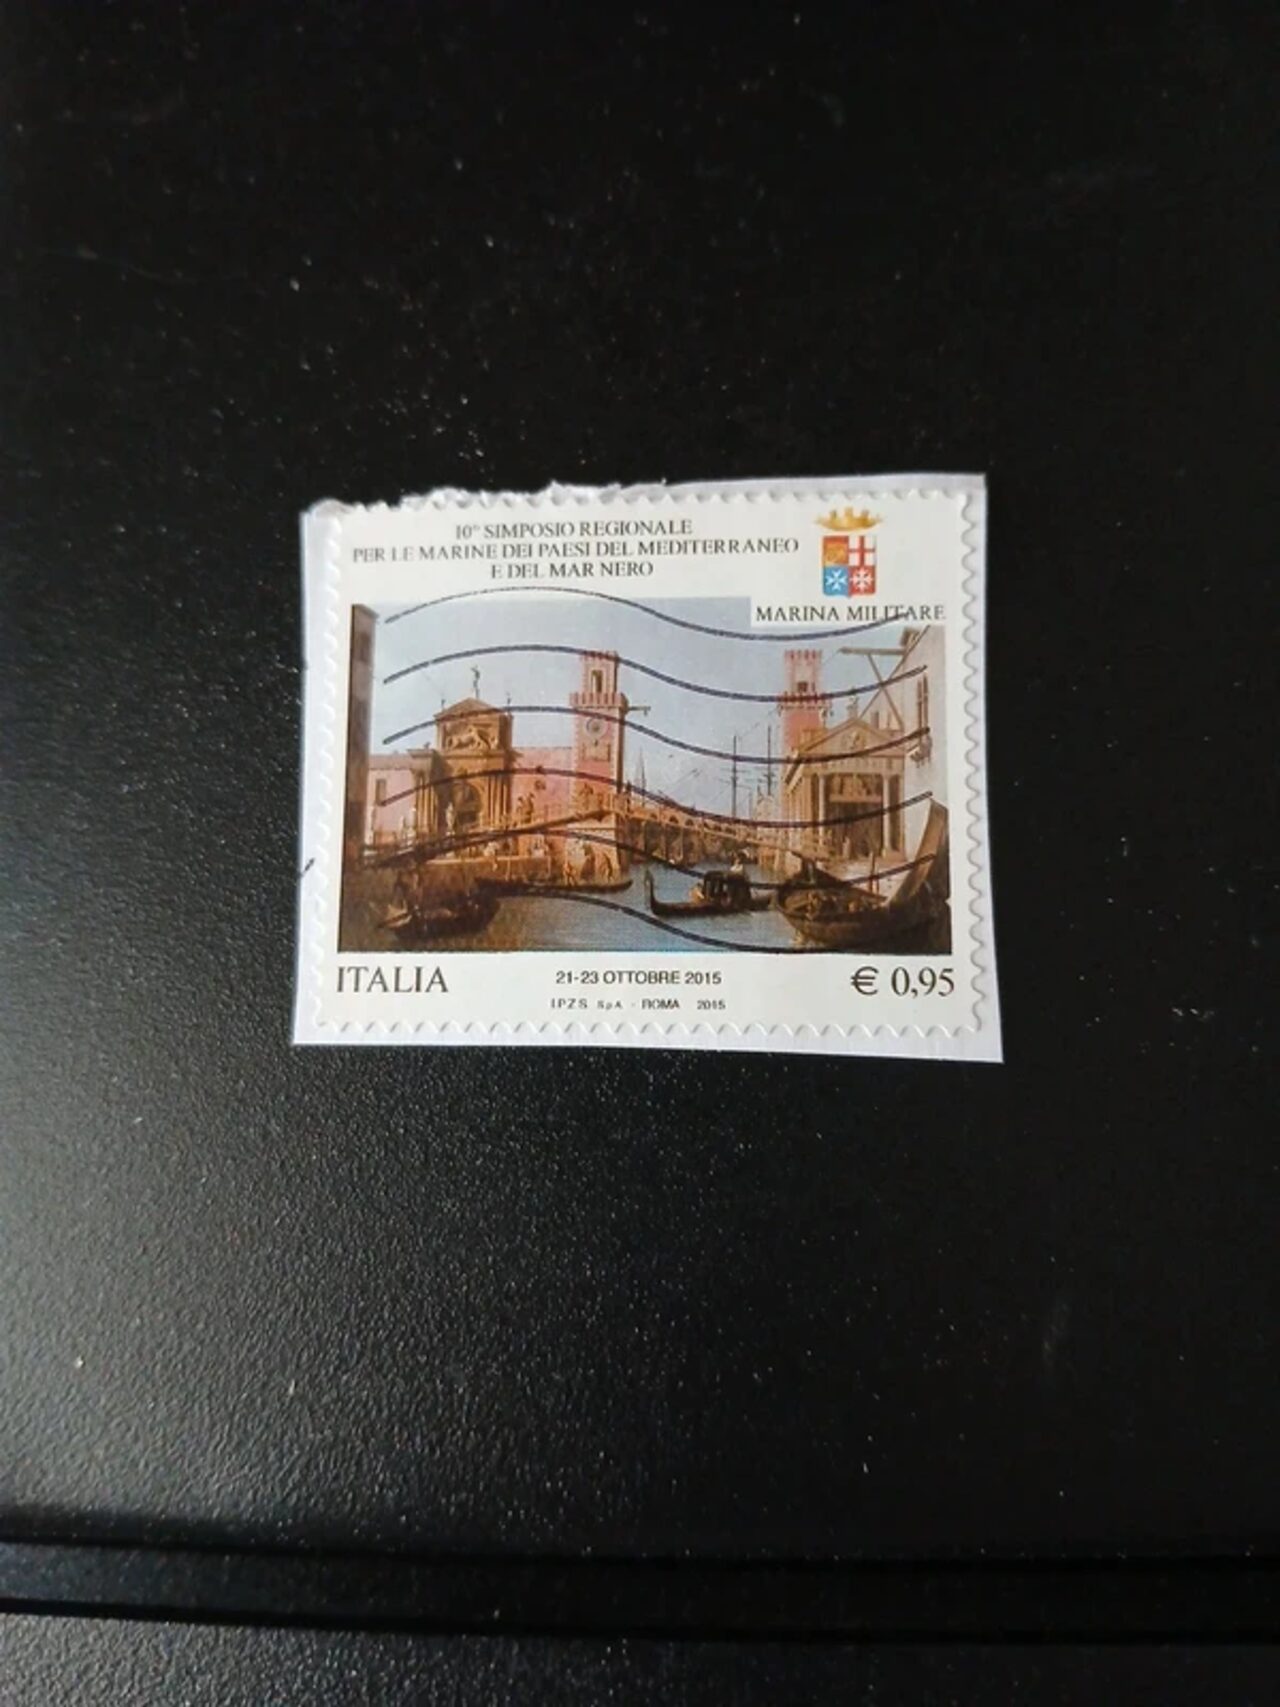 10° SIMPOSIO REGIONALE
PER LE MARINE DEI PAESI DEL MEDITERRANEO
E DEL MAR NERO
MARINA MILITARE
ITALIA
21-23 OTTOBRE 2015
€ 0,95
I.P.Z.S. S.p.A. - ROMA 2015